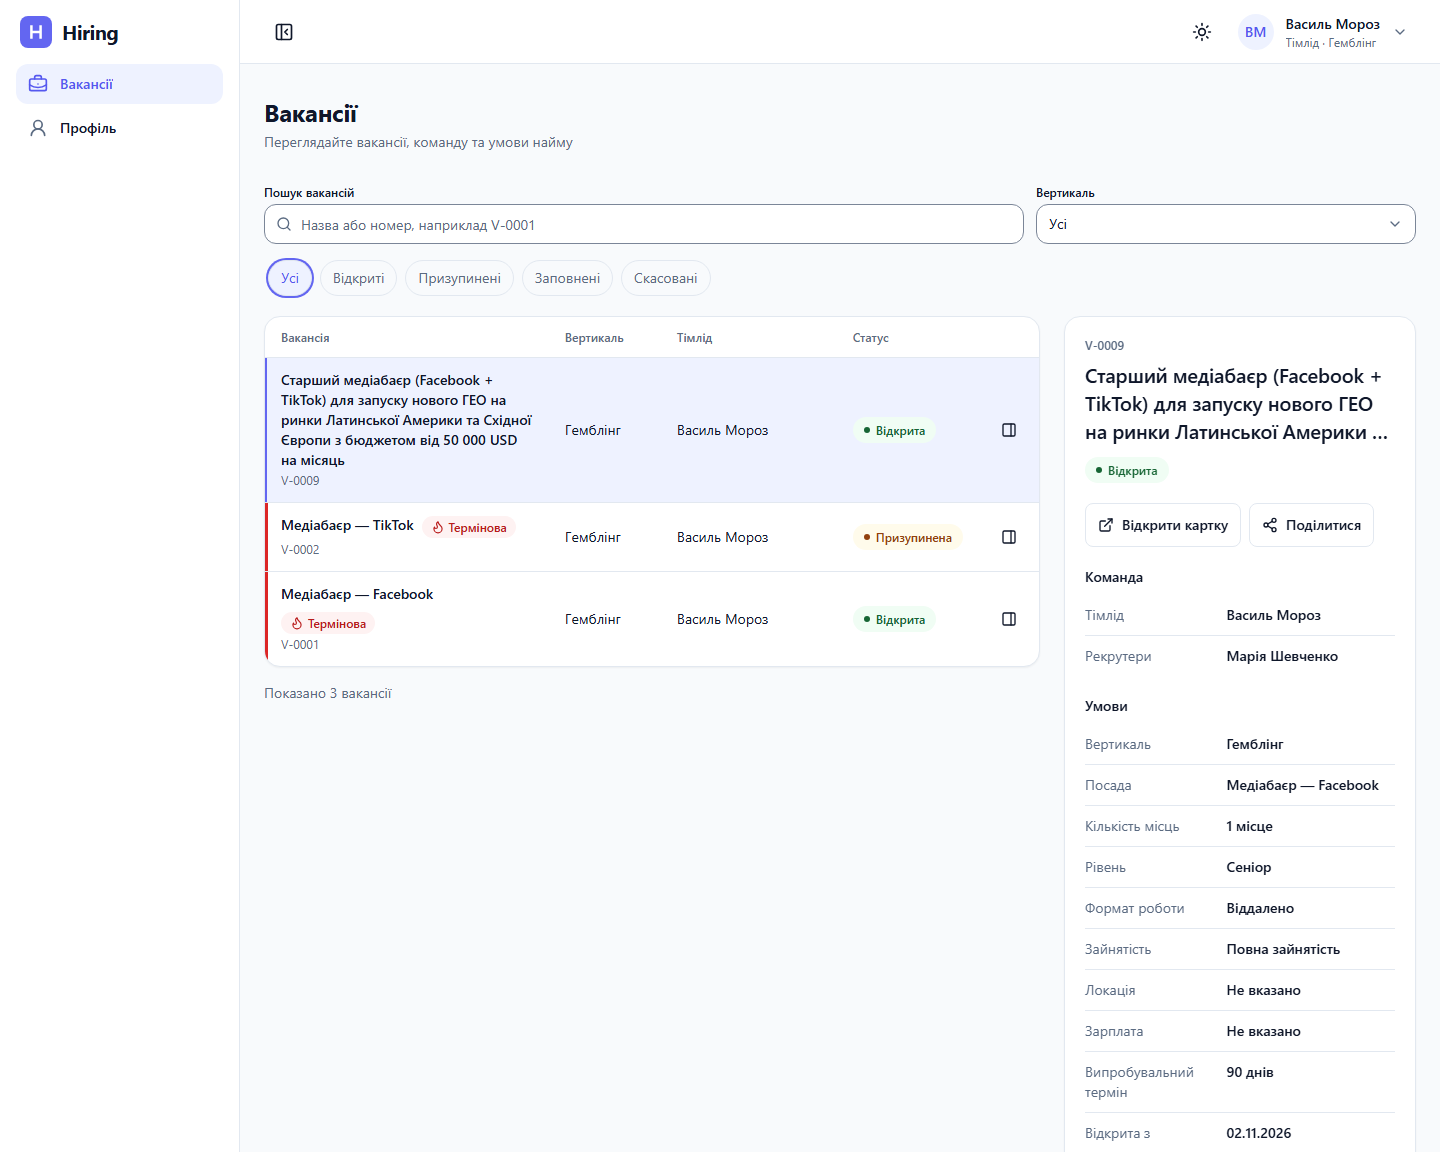 H Hiring
Вакансії
Профіль
ВМ
Василь Мороз
Тімлід · Гемблінг
Вакансії
Переглядайте вакансії, команду та умови найму
Пошук вакансій
Назва або номер, наприклад V-0001
Вертикаль
Усі
Усі Відкриті Призупинені Заповнені Скасовані
Вакансія Вертикаль Тімлід Статус
Старший медіабаєр (Facebook +
TikTok) для запуску нового ГЕО на
ринки Латинської Америки та Східної
Європи з бюджетом від 50 000 USD
на місяць
V-0009
Гемблінг Василь Мороз Відкрита
Медіабаєр — TikTok Термінова
V-0002
Гемблінг Василь Мороз Призупинена
Медіабаєр — Facebook
Термінова
V-0001
Гемблінг Василь Мороз Відкрита
Показано 3 вакансії
V-0009
Старший медіабаєр (Facebook +
TikTok) для запуску нового ГЕО
на ринки Латинської Америки ...
Відкрита
Відкрити картку Поділитися
Команда
Тімлід Василь Мороз
Рекрутери Марія Шевченко
Умови
Вертикаль Гемблінг
Посада Медіабаєр — Facebook
Кількість місць 1 місце
Рівень Сеніор
Формат роботи Віддалено
Зайнятість Повна зайнятість
Локація Не вказано
Зарплата Не вказано
Випробувальний 90 днів
термін
Відкрита з 02.11.2026